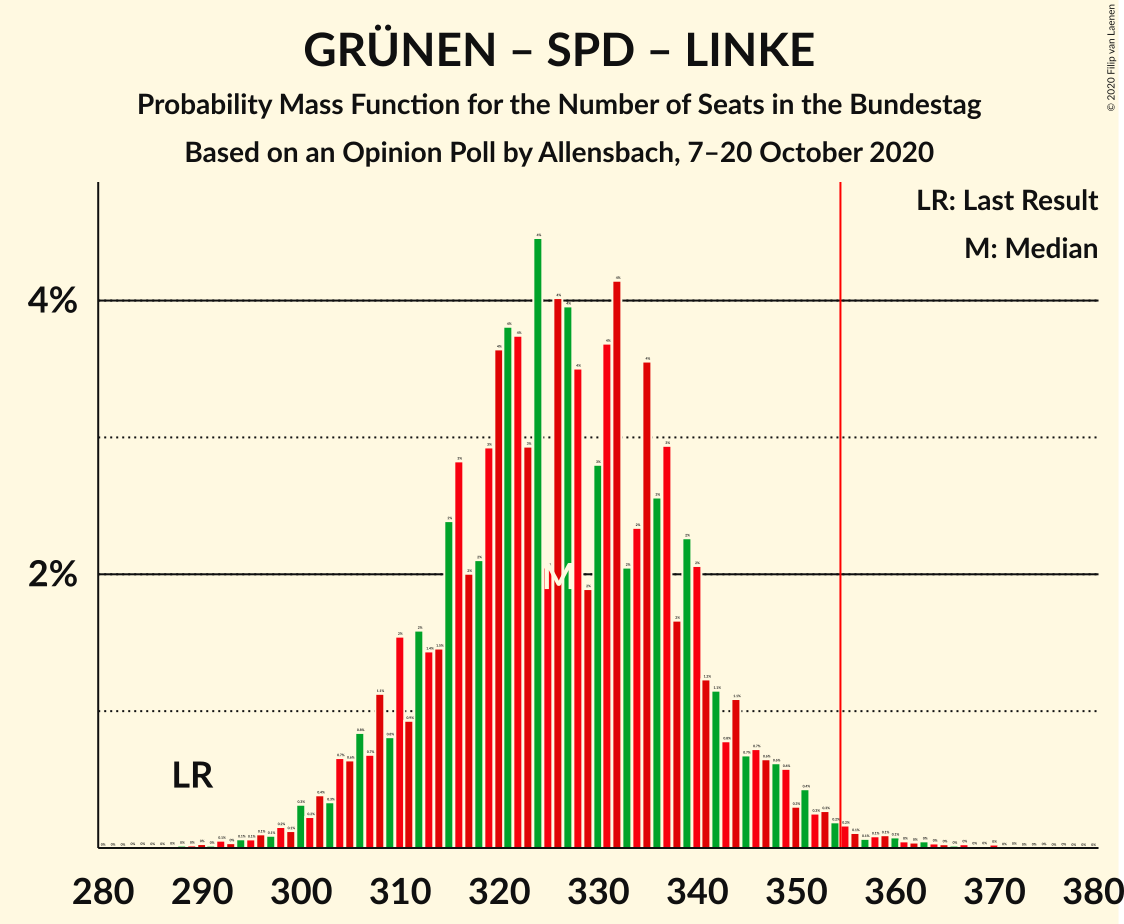 GRÜNEN – SPD – LINKE
Probability Mass Function for the Number of Seats in the Bundestag
Based on an Opinion Poll by Allensbach, 7–20 October 2020
© 2020 Filip van Laenen
LR: Last Result
M: Median
4%
2%
M
LR
280 290 300 310 320 330 340 350 360 370 380